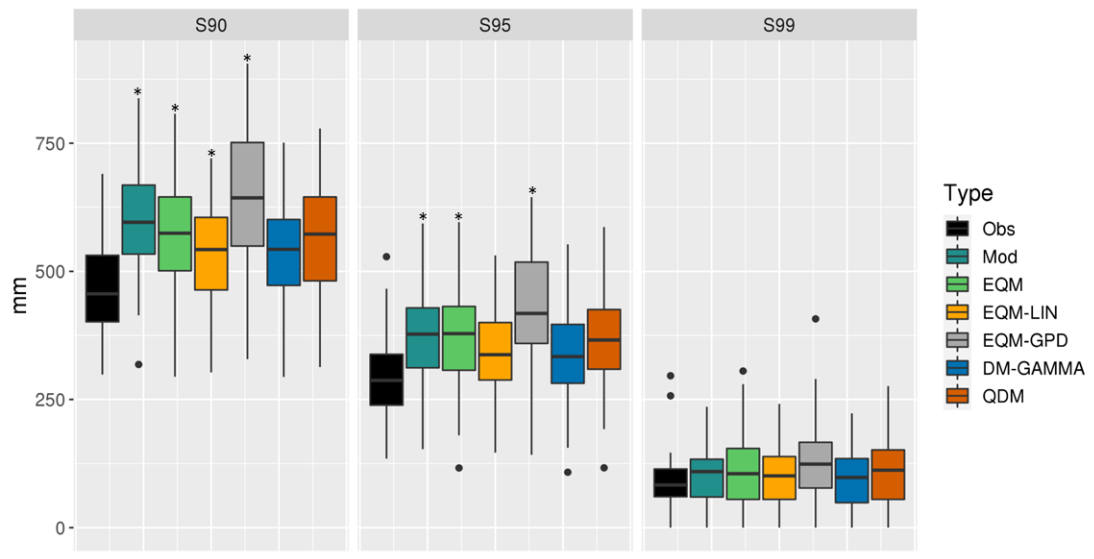 S90 S95 S99
* * * *
* * *
750
500
250
0
mm
Type
Obs
Mod
EQM
EQM-LIN
EQM-GPD
DM-GAMMA
QDM